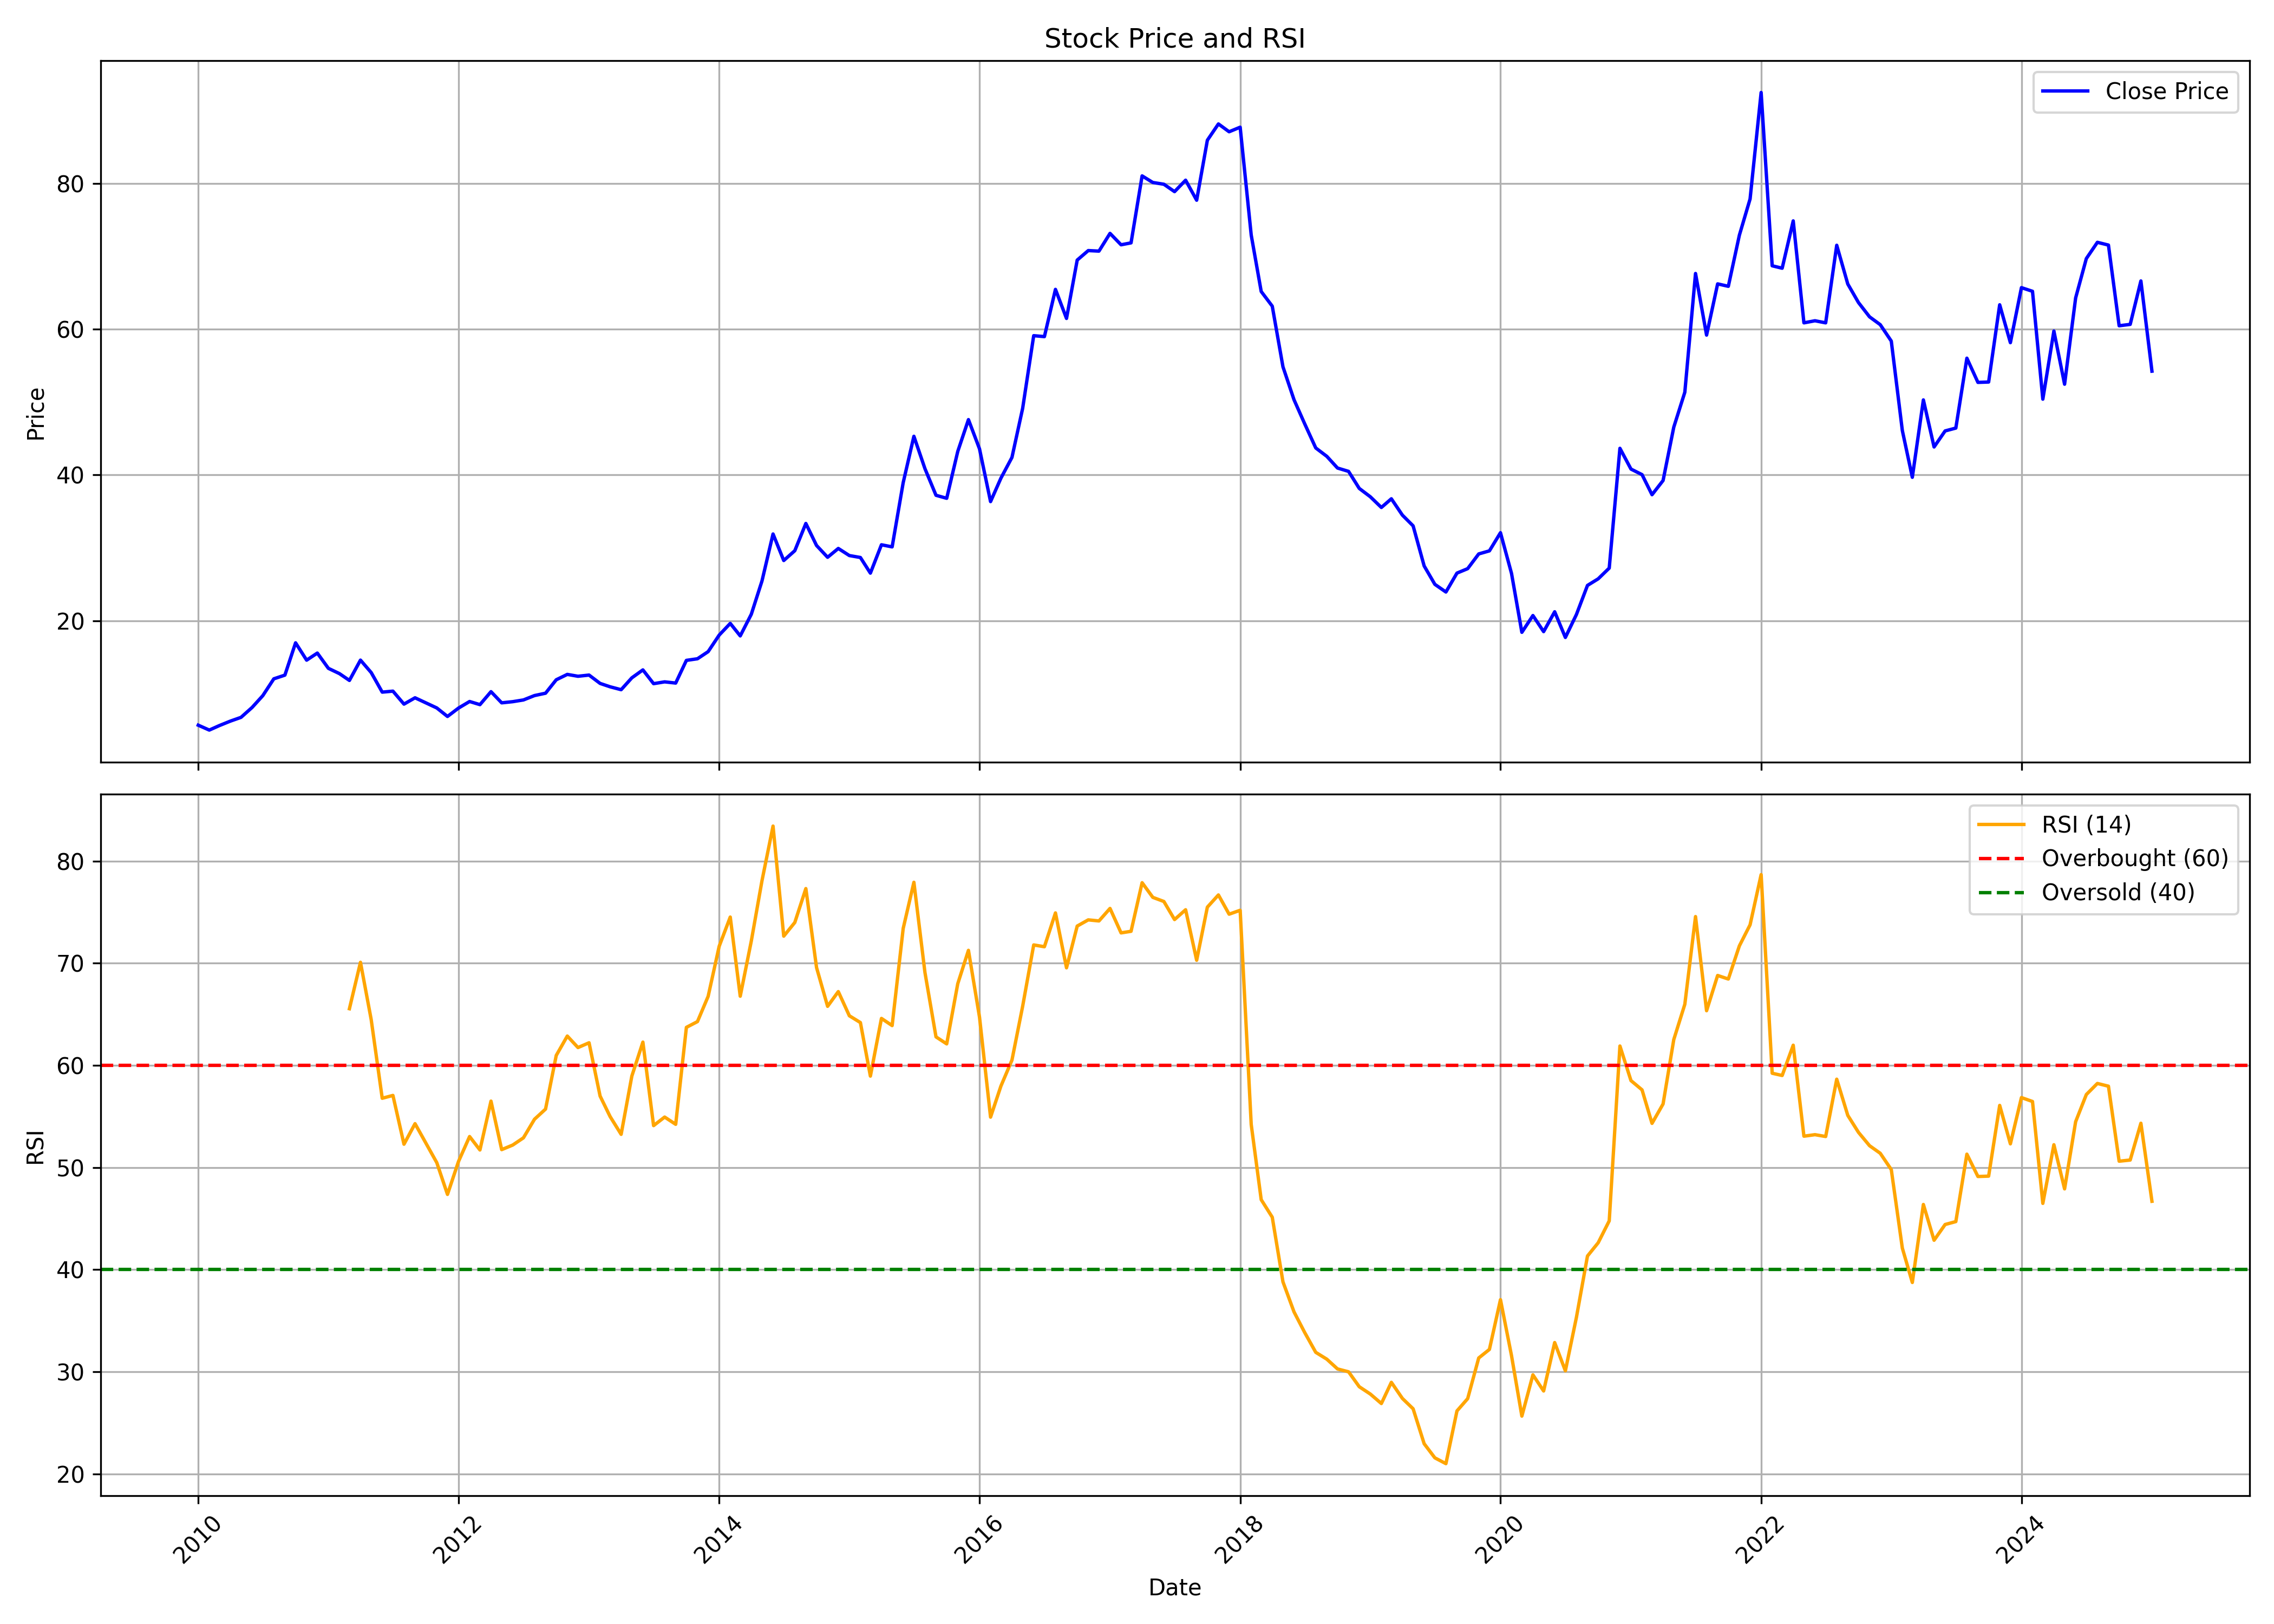 Stock Price and RSI
Close Price
Price
80
60
40
20
RSI (14)
Overbought (60)
Oversold (40)
RSI
80
70
60
50
40
30
20
2010
2012
2014
2016
2018
2020
2022
2024
Date